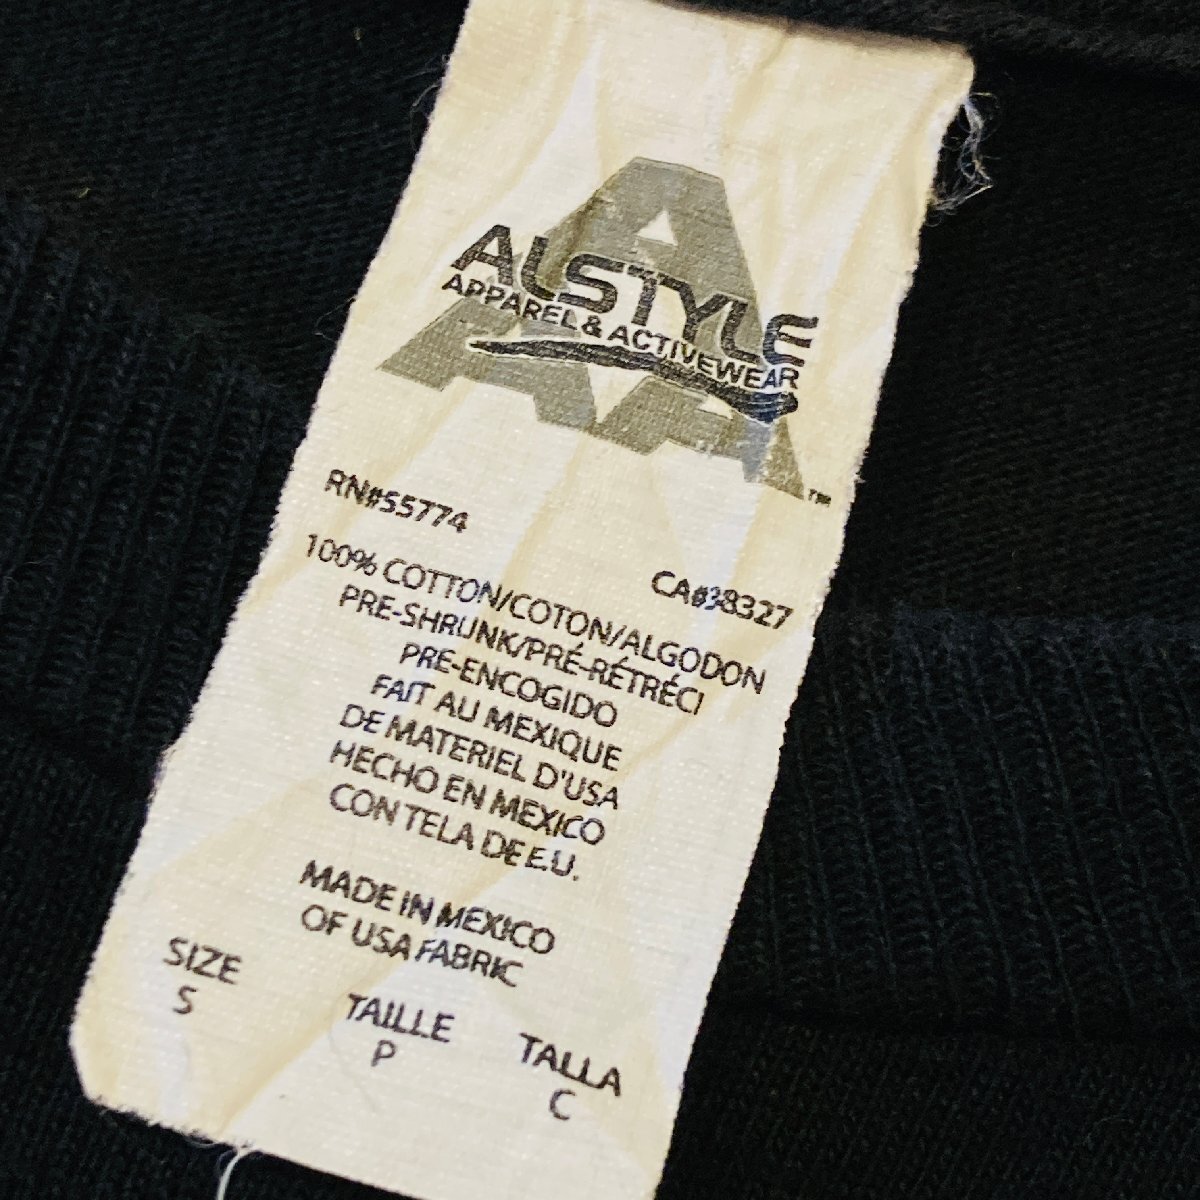 ALSTYLE
APPAREL & ACTIVEWEAR
™
RN#55774
CA#38327
100% COTTON/COTON/ALGODON
PRE-SHRUNK/PRÉ-RÉTRÉCI
PRE-ENCOGIDO
FAIT AU MEXIQUE
DE MATERIEL D'USA
HECHO EN MEXICO
CON TELA DE E.U.
MADE IN MEXICO
OF USA FABRIC
SIZE TAILLE TALLA
S P C